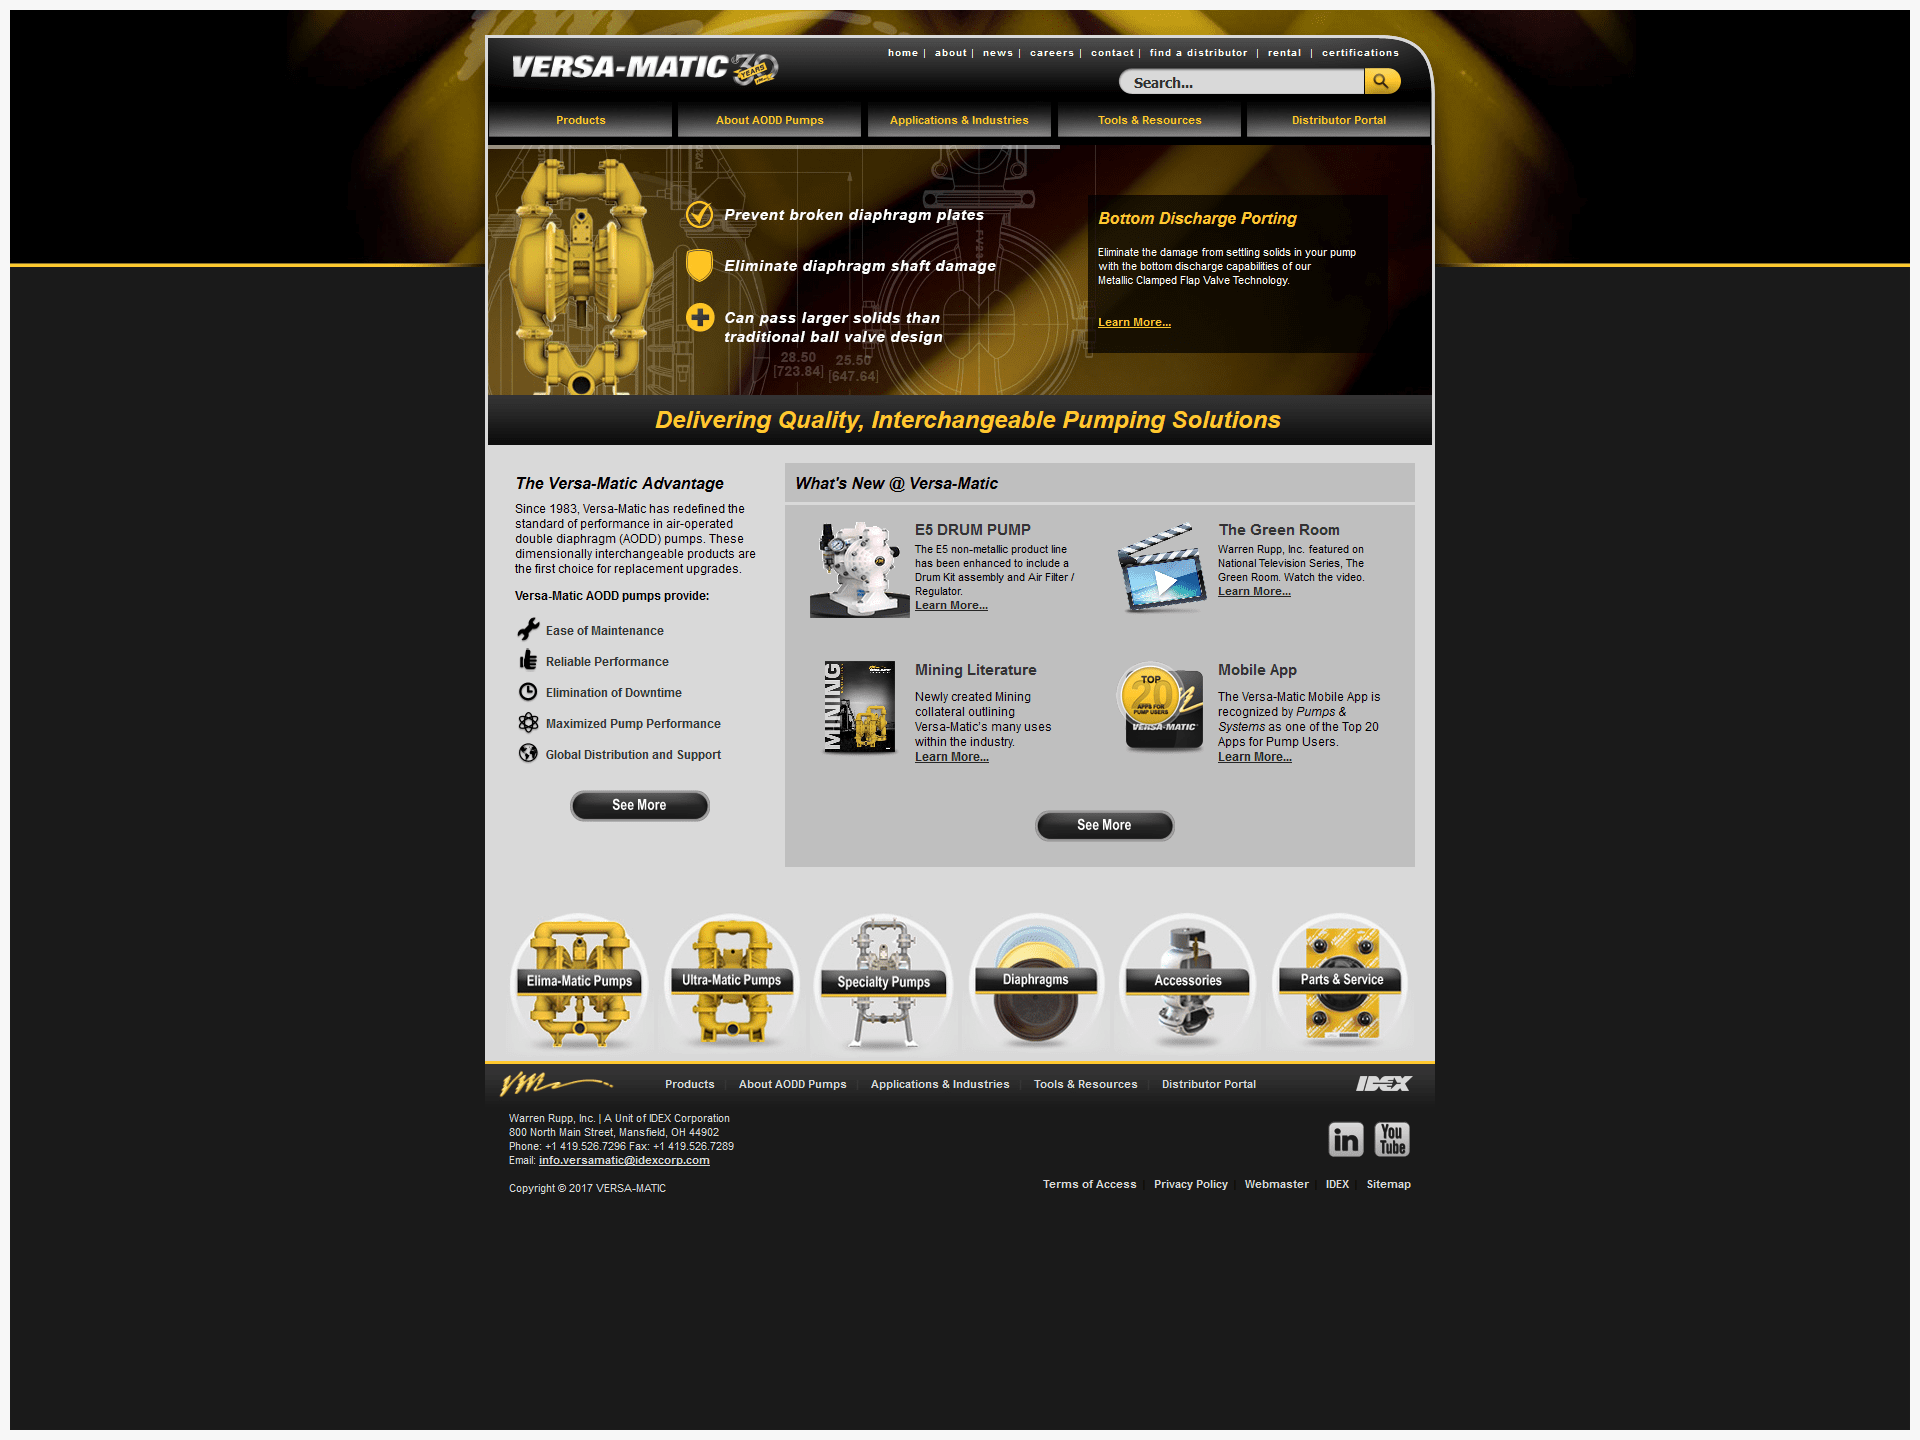 VERSA-MATIC 30 YEARS
home | about | news | careers | contact | find a distributor | rental | certifications
Search...
Products
About AODD Pumps
Applications & Industries
Tools & Resources
Distributor Portal
Prevent broken diaphragm plates
Eliminate diaphragm shaft damage
Can pass larger solids than
traditional ball valve design
28.50
[723.84]
25.50
[647.64]
Bottom Discharge Porting
Eliminate the damage from settling solids in your pump
with the bottom discharge capabilities of our
Metallic Clamped Flap Valve Technology.
Learn More...
Delivering Quality, Interchangeable Pumping Solutions
The Versa-Matic Advantage
Since 1983, Versa-Matic has redefined the
standard of performance in air-operated
double diaphragm (AODD) pumps. These
dimensionally interchangeable products are
the first choice for replacement upgrades.
Versa-Matic AODD pumps provide:
Ease of Maintenance
Reliable Performance
Elimination of Downtime
Maximized Pump Performance
Global Distribution and Support
See More
What's New @ Versa-Matic
E5 DRUM PUMP
The E5 non-metallic product line
has been enhanced to include a
Drum Kit assembly and Air Filter /
Regulator.
Learn More...
The Green Room
Warren Rupp, Inc. featured on
National Television Series, The
Green Room. Watch the video.
Learn More...
MINING
Mining Literature
Newly created Mining
collateral outlining
Versa-Matic's many uses
within the industry.
Learn More...
TOP
20
APPS FOR
PUMP USERS
VERSA-MATIC
Mobile App
The Versa-Matic Mobile App is
recognized by Pumps &
Systems as one of the Top 20
Apps for Pump Users.
Learn More...
See More
Elima-Matic Pumps
Ultra-Matic Pumps
Specialty Pumps
Diaphragms
Accessories
Parts & Service
VM
Products
About AODD Pumps
Applications & Industries
Tools & Resources
Distributor Portal
IDEX
Warren Rupp, Inc. | A Unit of IDEX Corporation
800 North Main Street, Mansfield, OH 44902
Phone: +1 419.526.7296 Fax: +1 419.526.7289
Email: info.versamatic@idexcorp.com
Copyright © 2017 VERSA-MATIC
in
You
Tube
Terms of Access
Privacy Policy
Webmaster
IDEX
Sitemap